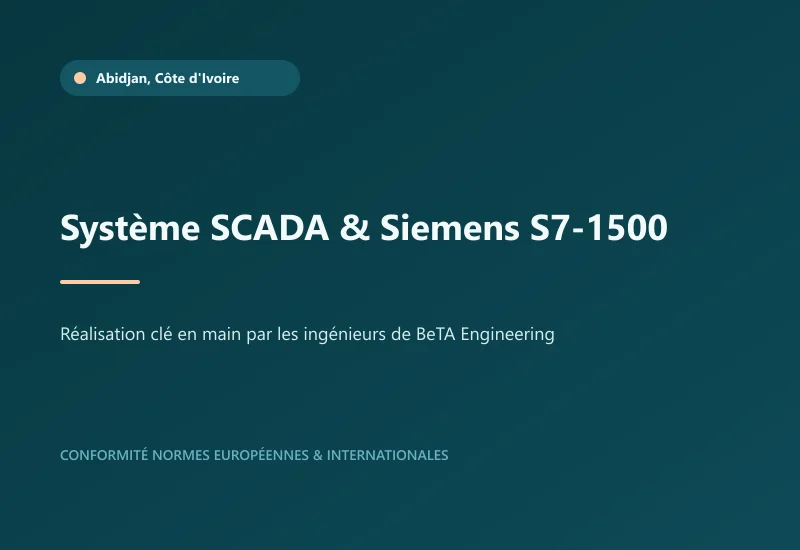 Abidjan, Côte d'Ivoire
Système SCADA & Siemens S7-1500
Réalisation clé en main par les ingénieurs de BeTA Engineering
CONFORMITÉ NORMES EUROPÉENNES & INTERNATIONALES